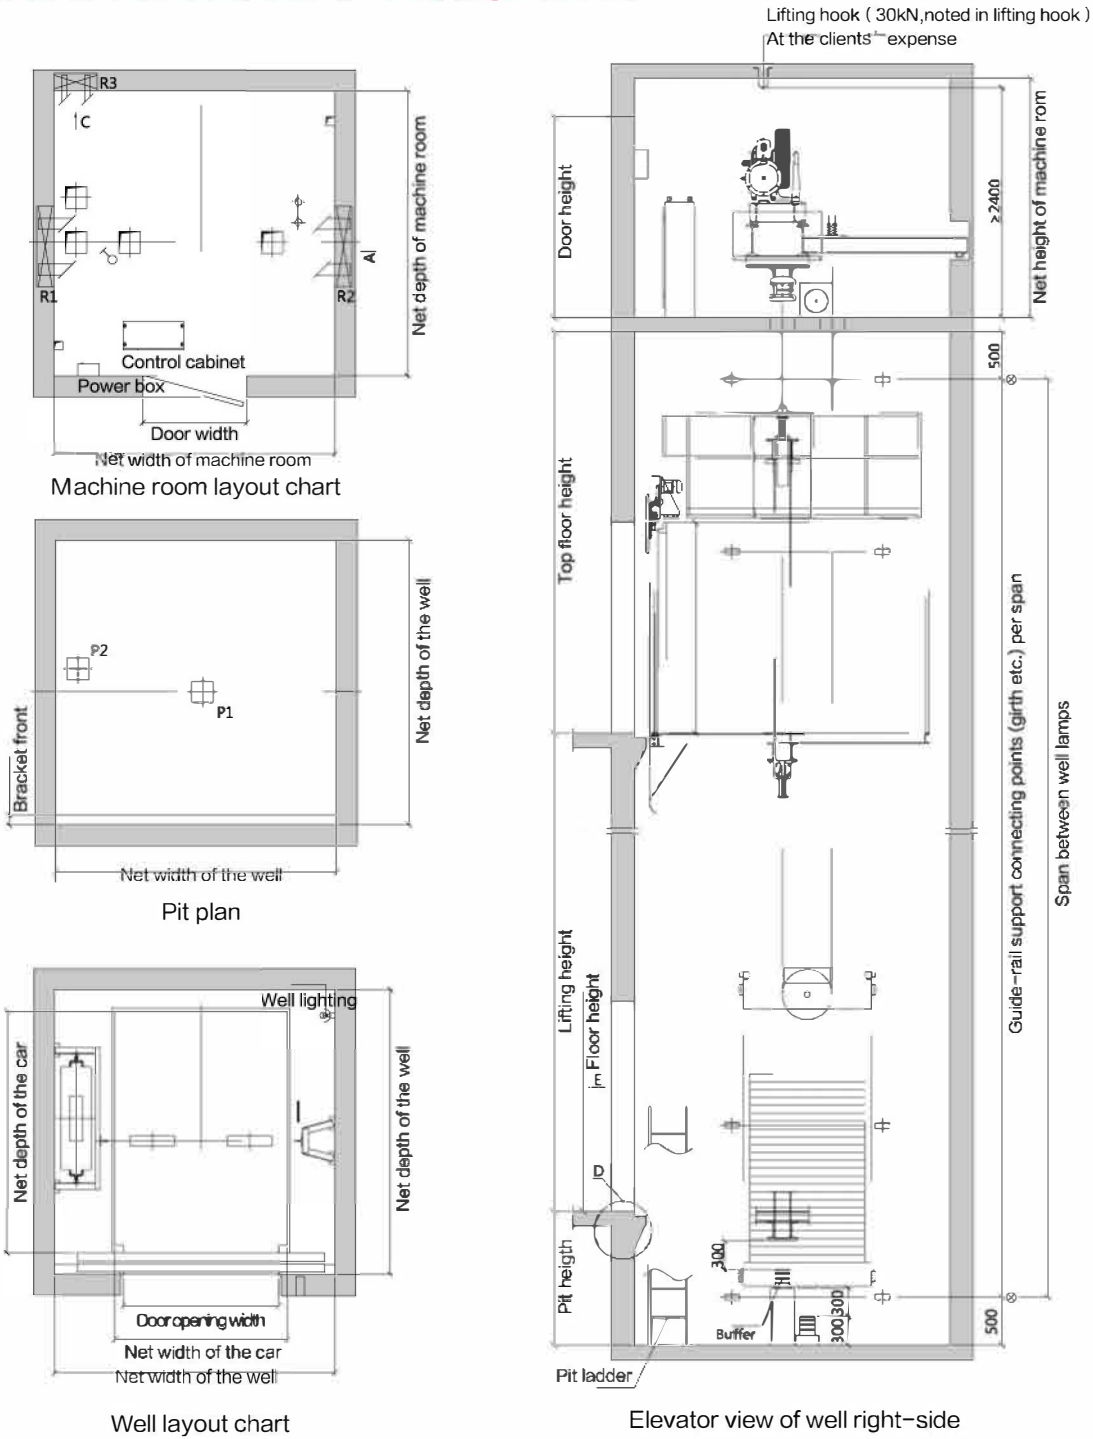 Lifting hook ( 30kN,noted in lifting hook )
At the clients' expense
R3
C
R1
R2
A
Net depth of machine room
Control cabinet
Power box
Door width
Net width of machine room
Machine room layout chart
P2
P1
Net depth of the well
Bracket front
Net width of the well
Pit plan
Well lighting
Net depth of the car
Net depth of the well
Door opening width
Net width of the car
Net width of the well
Well layout chart
Door height
≥2400
Net height of machine rom
500
Top floor height
Guide-rail support connecting points (girth etc.) per span
Span between well lamps
Lifting height
Floor height
D
Pit heigth
300
300
300
500
Buffer
Pit ladder
Elevator view of well right-side